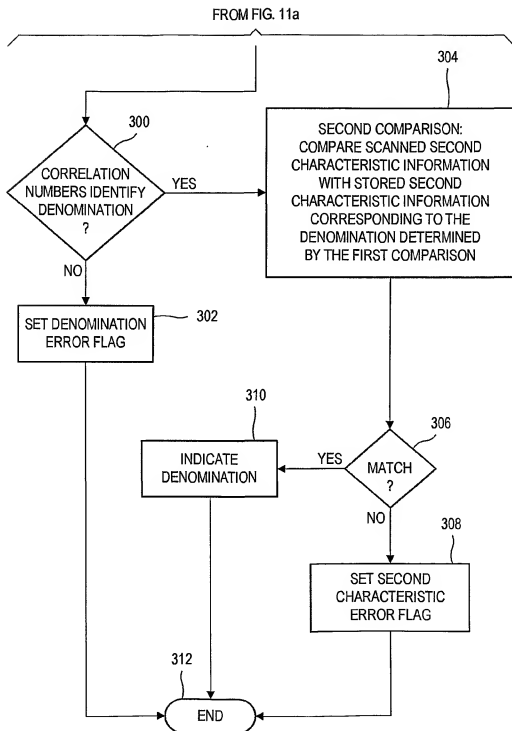 FROM FIG. 11a
300
CORRELATION
NUMBERS IDENTIFY
DENOMINATION
?
YES
NO
304
SECOND COMPARISON:
COMPARE SCANNED SECOND
CHARACTERISTIC INFORMATION
WITH STORED SECOND
CHARACTERISTIC INFORMATION
CORRESPONDING TO THE
DENOMINATION DETERMINED
BY THE FIRST COMPARISON
302
SET DENOMINATION
ERROR FLAG
306
MATCH
?
YES
NO
310
INDICATE
DENOMINATION
308
SET SECOND
CHARACTERISTIC
ERROR FLAG
312
END